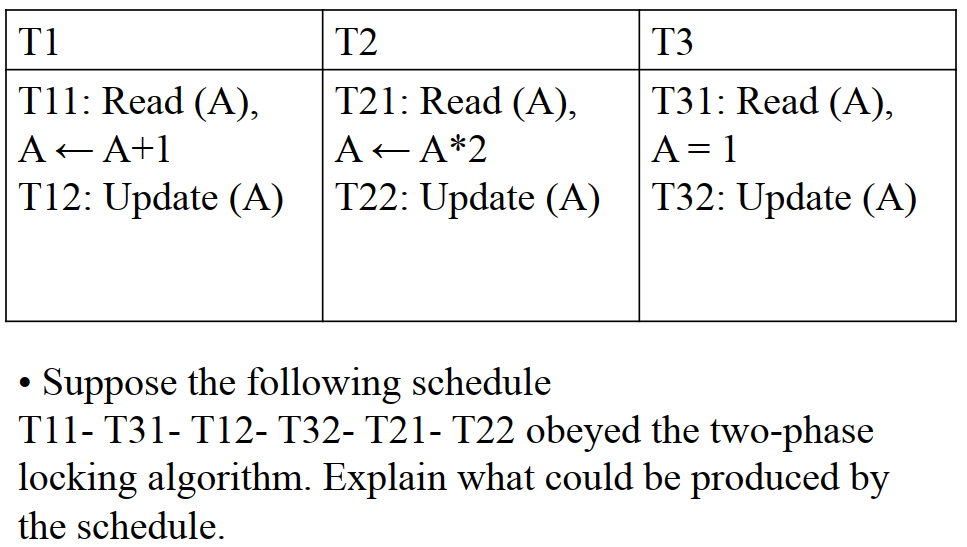 T1 T2 T3
T11: Read (A), T21: Read (A), T31: Read (A),
A ← A+1 A ← A*2 A = 1
T12: Update (A) T22: Update (A) T32: Update (A)
• Suppose the following schedule
T11- T31- T12- T32- T21- T22 obeyed the two-phase
locking algorithm. Explain what could be produced by
the schedule.